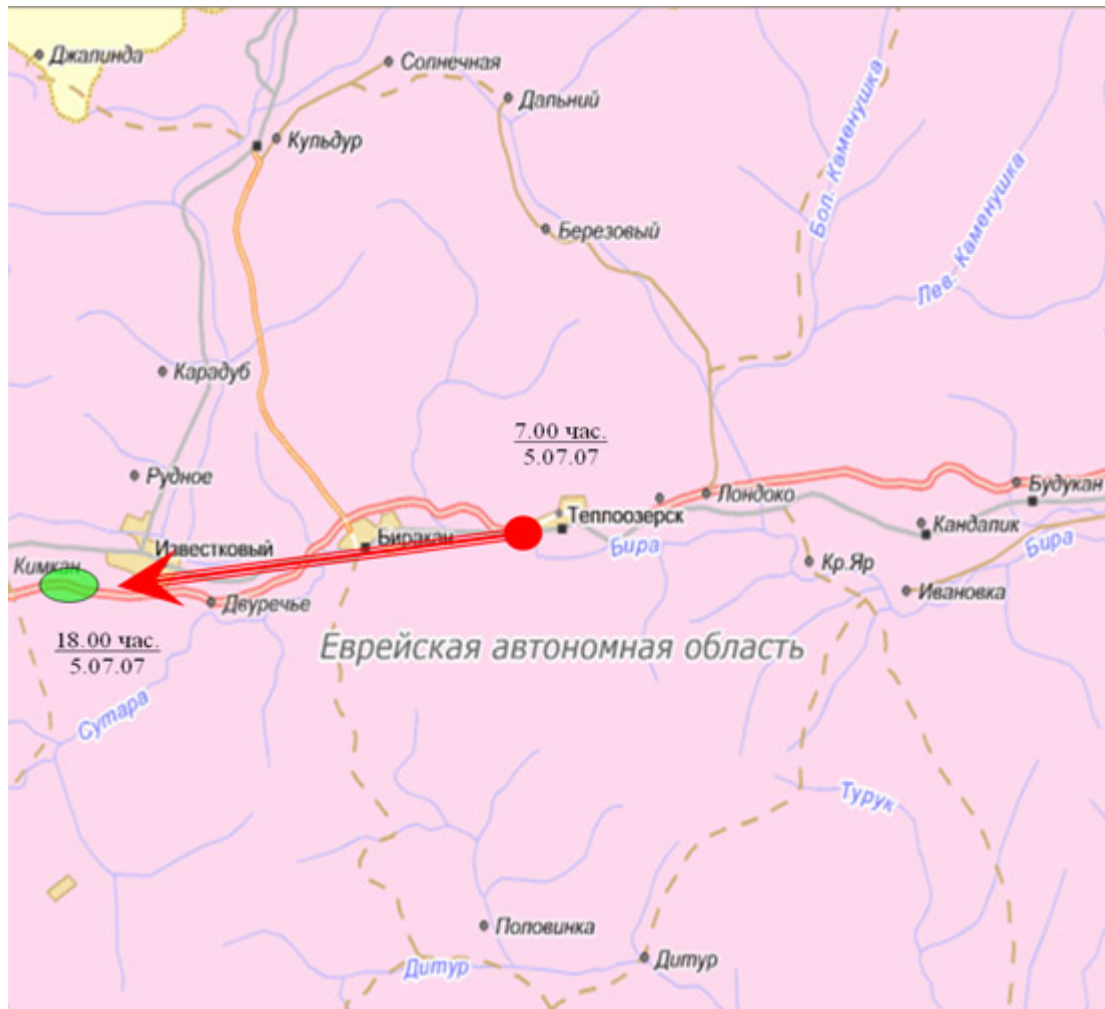 Джалинда
Солнечная
Дальний
Кульдур
Бол. Каменушка
Березовый
Лев. Каменушка
Карадуб
7.00 час.
5.07.07
Рудное
Лондоко
Будукан
Теплоозерск
Кандалик
Биракан
Бира
Бира
Известковый
Кимкан
Кр.Яр
Ивановка
Двуречье
18.00 час.
5.07.07
Еврейская автономная область
Сутара
Турук
Половинка
Дитур
Дитур